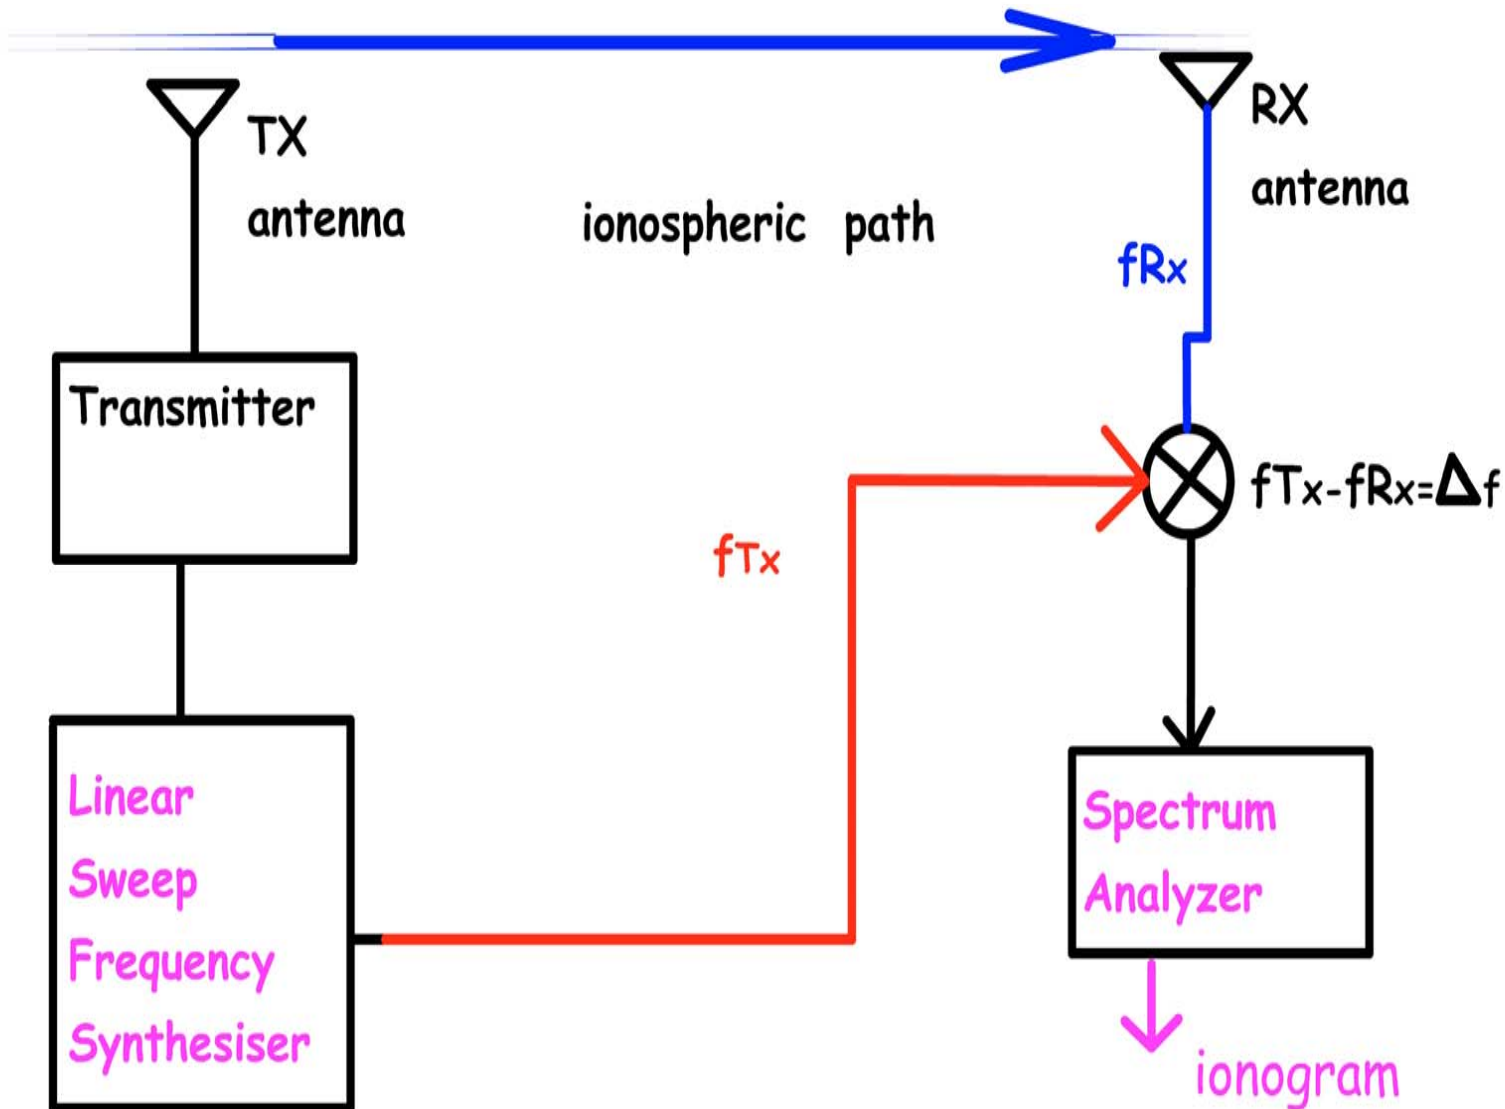 TX
antenna
RX
antenna
ionospheric path
fRx
Transmitter
fTx-fRx=Δf
fTx
Linear
Sweep
Frequency
Synthesiser
Spectrum
Analyzer
ionogram